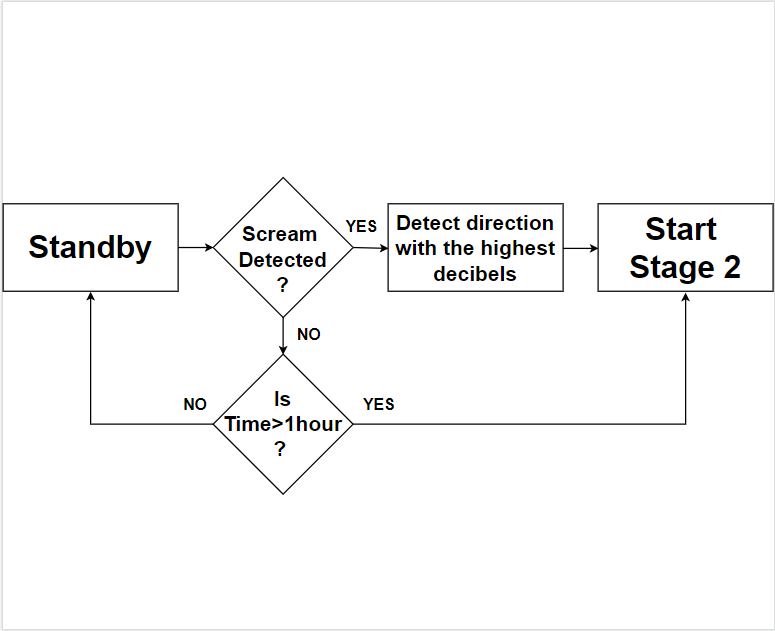 Standby
Scream
Detected
?
YES
Detect direction
with the highest
decibels
Start
Stage 2
NO
Is
Time>1hour
?
NO
YES